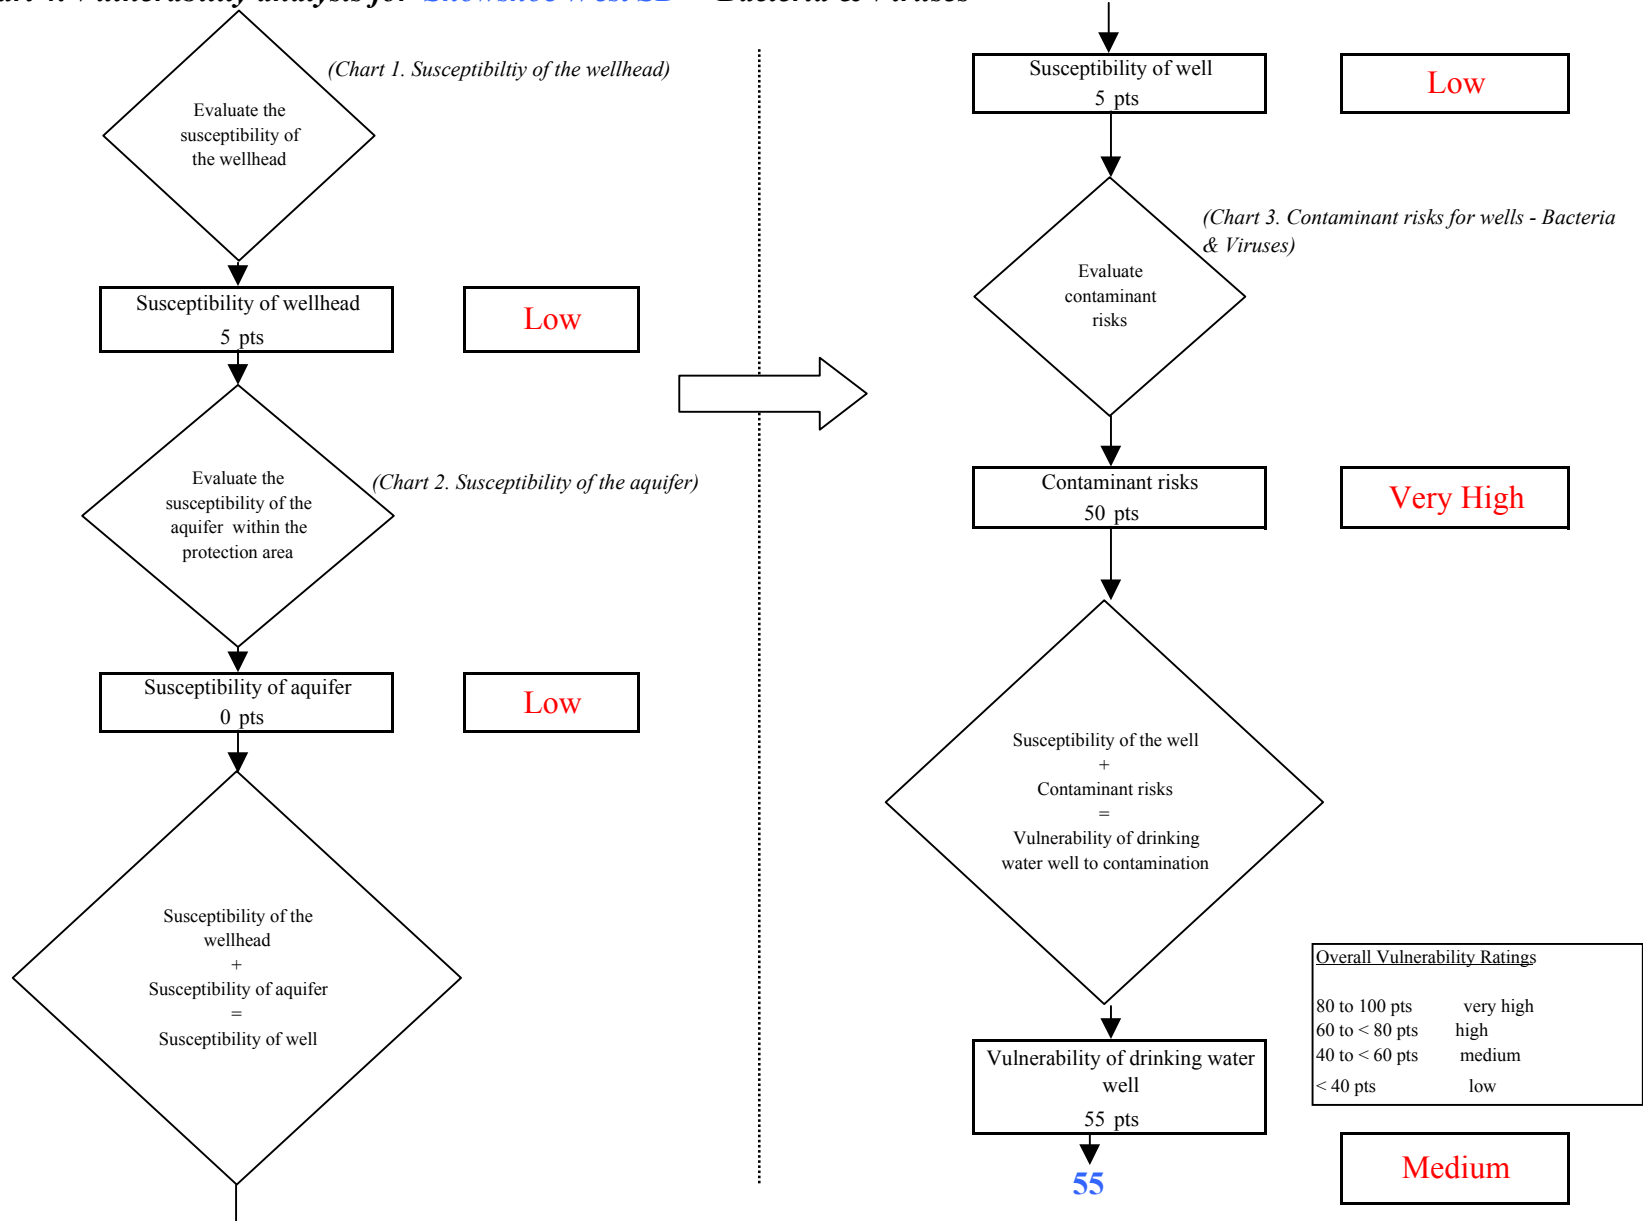 Susceptibility of the wellhead)
(Chart 1. Susceptibiltiy of the wellhead)
Evaluate the
susceptibility of
the wellhead
Susceptibility of wellhead
5 pts
Low
(Chart 2. Susceptibility of the aquifer)
Evaluate the
susceptibility of the
aquifer within the
protection area
Susceptibility of aquifer
0 pts
Low
Susceptibility of the
wellhead
+
Susceptibility of aquifer
=
Susceptibility of well
Susceptibility of well
5 pts
Low
(Chart 3. Contaminant risks for wells - Bacteria
& Viruses)
Evaluate
contaminant
risks
Contaminant risks
50 pts
Very High
Susceptibility of the well
+
Contaminant risks
=
Vulnerability of drinking
water well to contamination
Overall Vulnerability Ratings
80 to 100 pts very high
60 to < 80 pts high
40 to < 60 pts medium
< 40 pts low
Vulnerability of drinking water
well
55 pts
55
Medium